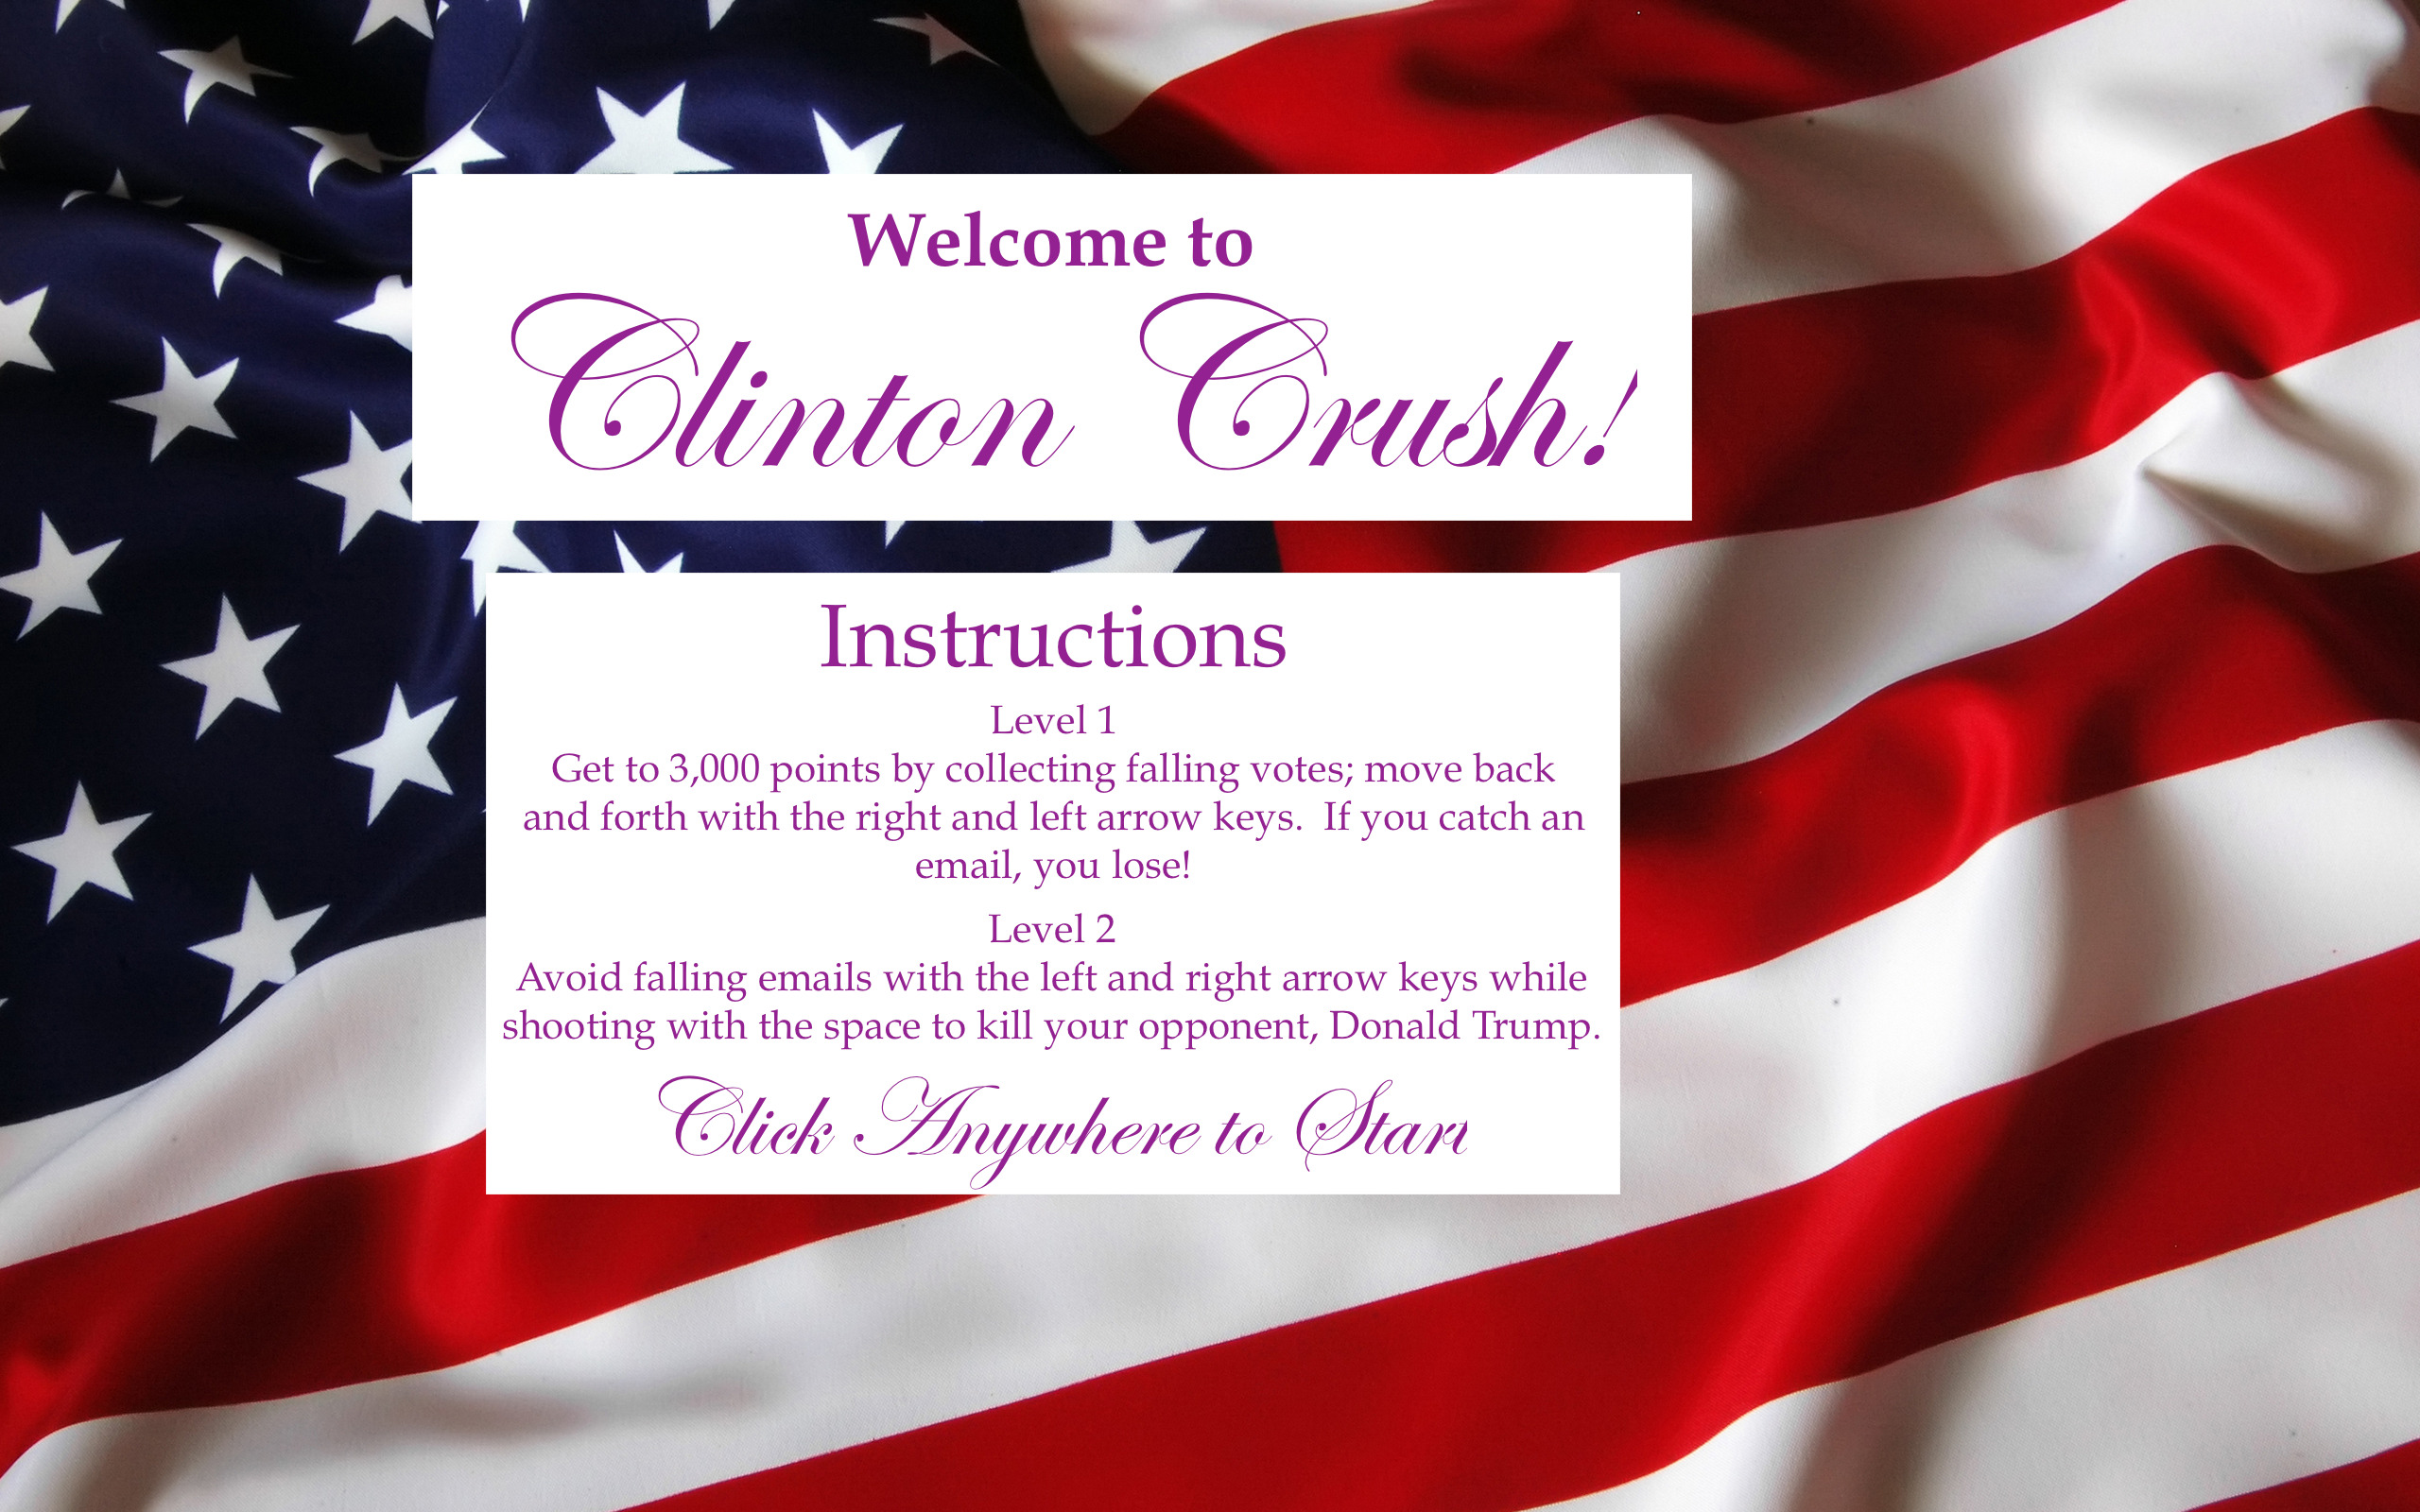 Welcome to
Clinton Crush!
Instructions
Level 1
Get to 3,000 points by collecting falling votes; move back
and forth with the right and left arrow keys.  If you catch an
email, you lose!
Level 2
Avoid falling emails with the left and right arrow keys while
shooting with the space to kill your opponent, Donald Trump.
Click Anywhere to Start